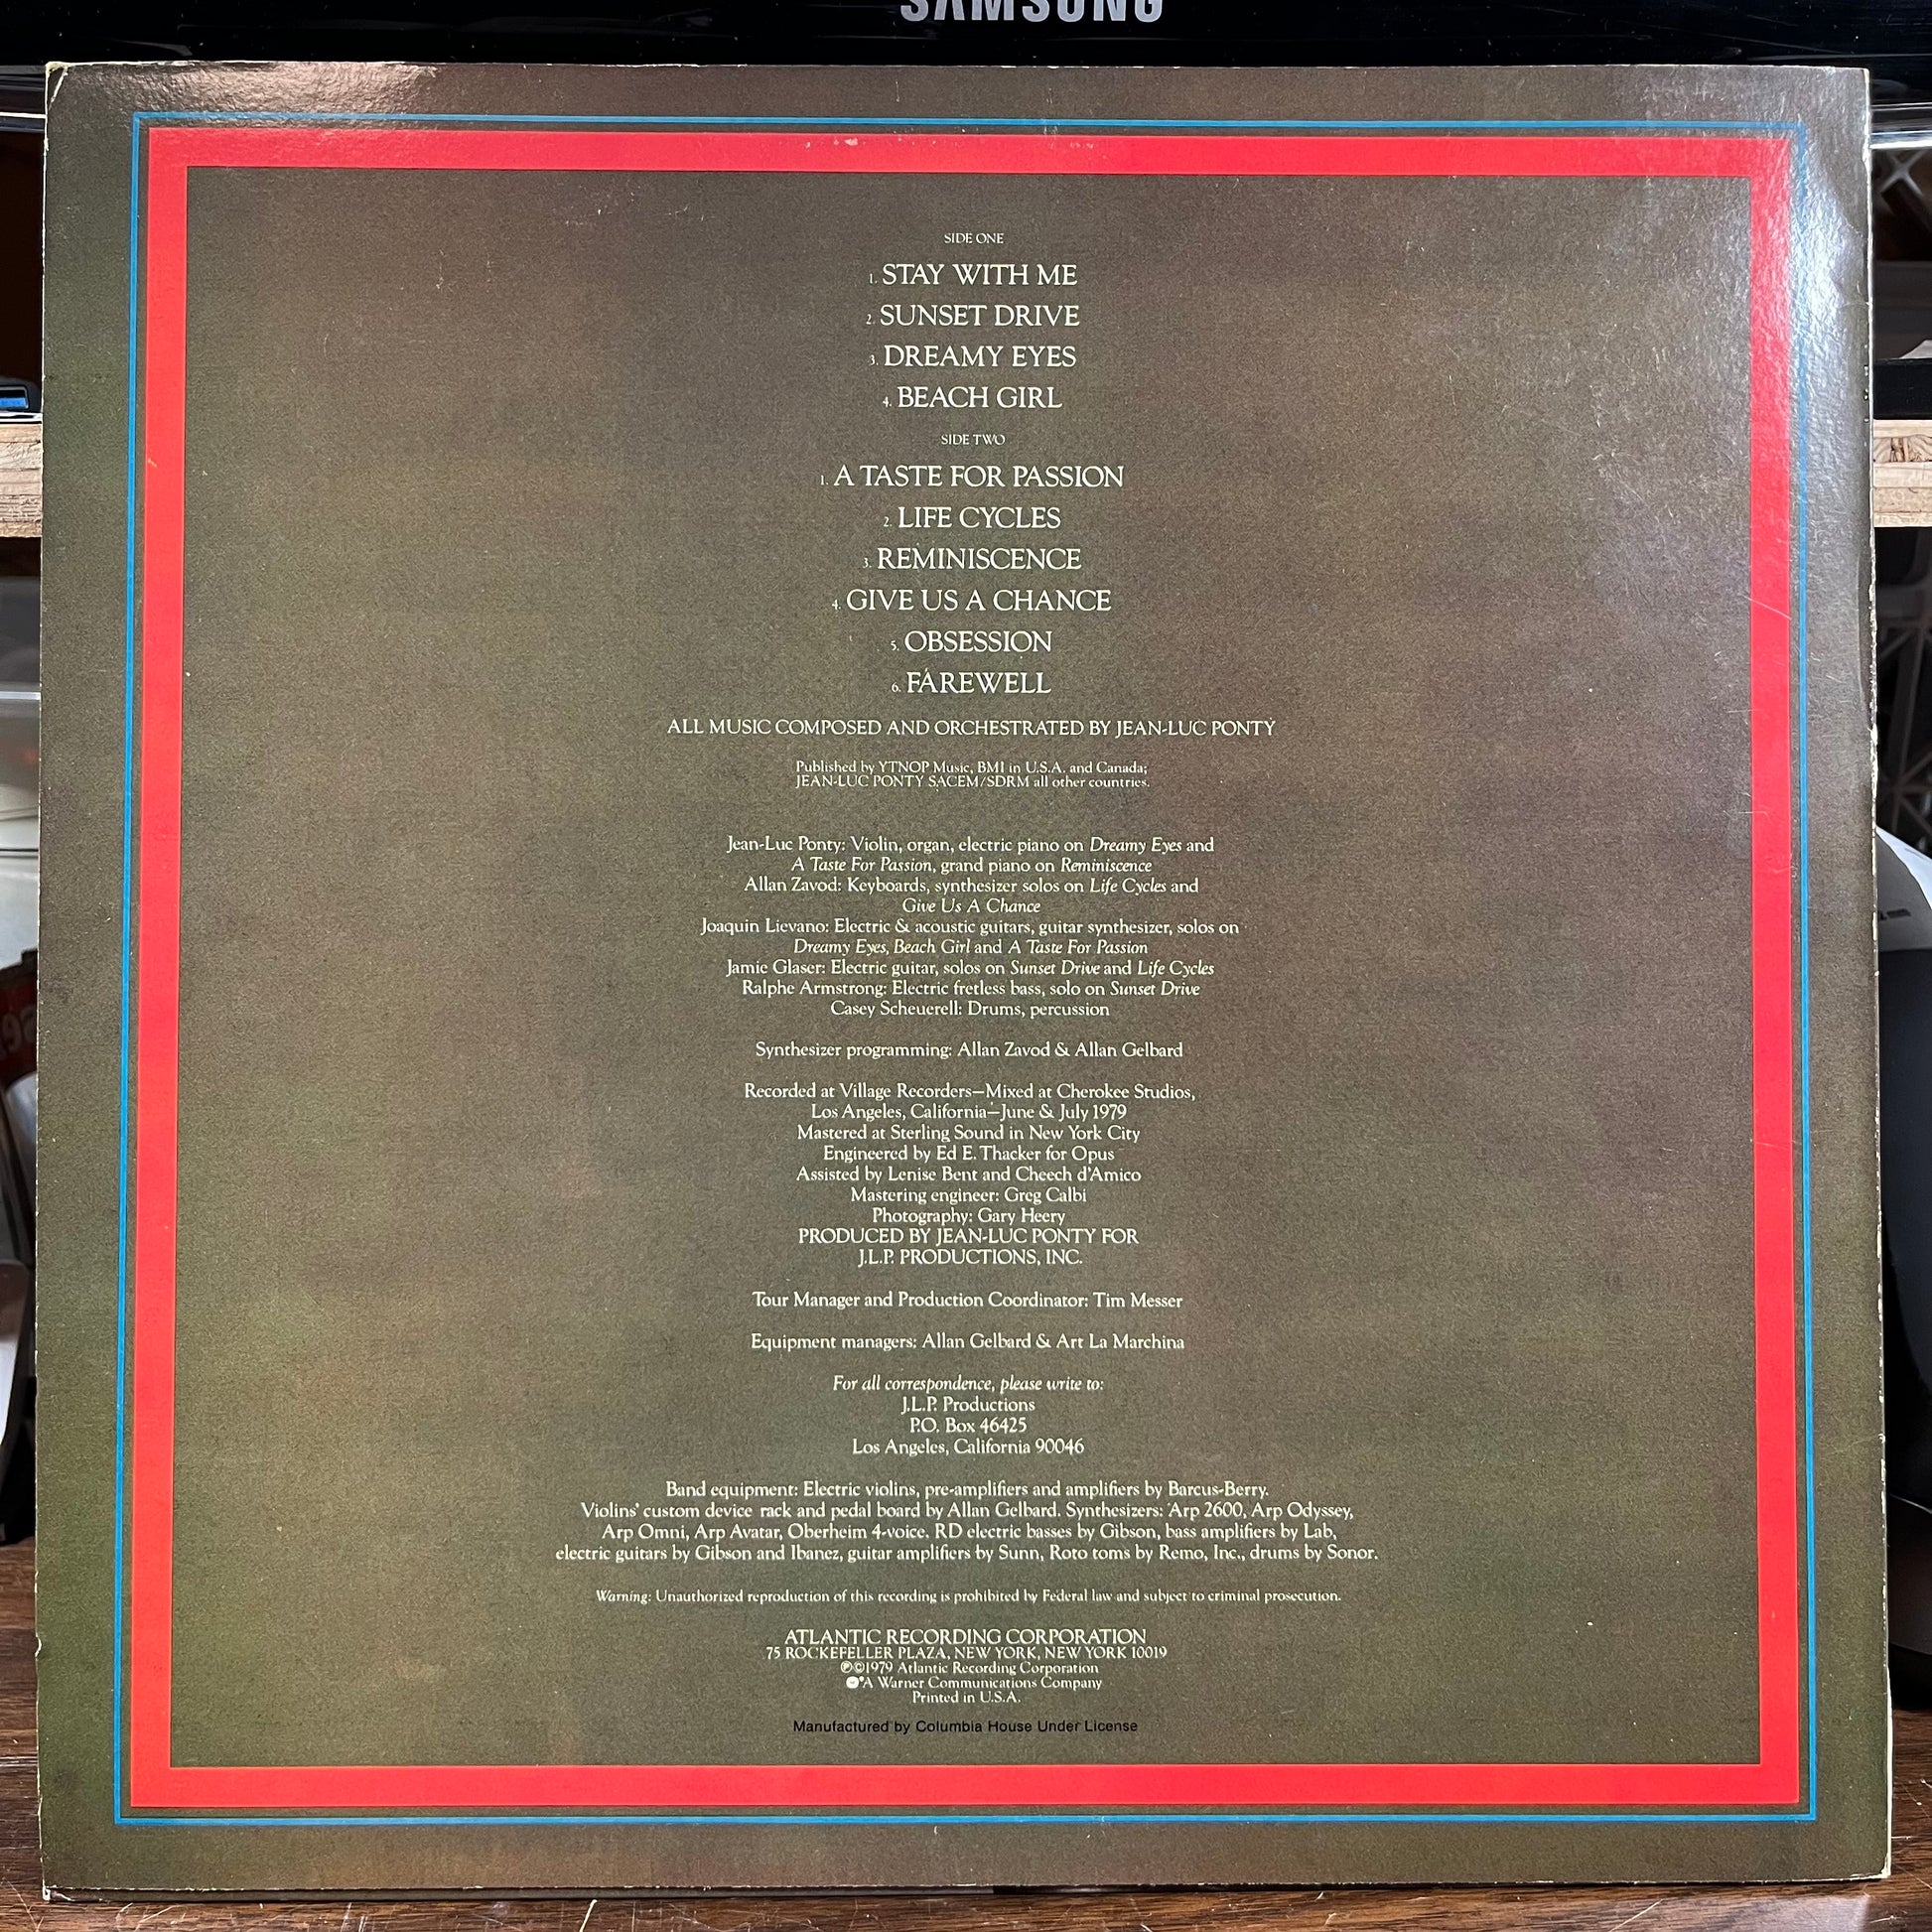 SAMSUNG
SIDE ONE
1. STAY WITH ME
2. SUNSET DRIVE
3. DREAMY EYES
4. BEACH GIRL
SIDE TWO
1. A TASTE FOR PASSION
2. LIFE CYCLES
3. REMINISCENCE
4. GIVE US A CHANCE
5. OBSESSION
6. FAREWELL
ALL MUSIC COMPOSED AND ORCHESTRATED BY JEAN-LUC PONTY
Published by YTNOP Music, BMI in U.S.A. and Canada;
JEAN-LUC PONTY SACEM/SDRM all other countries.
Jean-Luc Ponty: Violin, organ, electric piano on Dreamy Eyes and
A Taste For Passion, grand piano on Reminiscence
Allan Zavod: Keyboards, synthesizer solos on Life Cycles and
Give Us A Chance
Joaquin Lievano: Electric & acoustic guitars, guitar synthesizer, solos on
Dreamy Eyes, Beach Girl and A Taste For Passion
Jamie Glaser: Electric guitar, solos on Sunset Drive and Life Cycles
Ralphe Armstrong: Electric fretless bass, solo on Sunset Drive
Casey Scheuerell: Drums, percussion
Synthesizer programming: Allan Zavod & Allan Gelbard
Recorded at Village Recorders—Mixed at Cherokee Studios,
Los Angeles, California—June & July 1979
Mastered at Sterling Sound in New York City
Engineered by Ed E. Thacker for Opus
Assisted by Lenise Bent and Cheech d'Amico
Mastering engineer: Greg Calbi
Photography: Gary Heery
PRODUCED BY JEAN-LUC PONTY FOR
J.L.P. PRODUCTIONS, INC.
Tour Manager and Production Coordinator: Tim Messer
Equipment managers: Allan Gelbard & Art La Marchina
For all correspondence, please write to:
J.L.P. Productions
P.O. Box 46425
Los Angeles, California 90046
Band equipment: Electric violins, pre-amplifiers and amplifiers by Barcus-Berry.
Violins' custom device rack and pedal board by Allan Gelbard. Synthesizers: Arp 2600, Arp Odyssey,
Arp Omni, Arp Avatar, Oberheim 4-voice. RD electric basses by Gibson, bass amplifiers by Lab,
electric guitars by Gibson and Ibanez, guitar amplifiers by Sunn, Roto toms by Remo, Inc., drums by Sonor.
Warning: Unauthorized reproduction of this recording is prohibited by Federal law and subject to criminal prosecution.
ATLANTIC RECORDING CORPORATION
75 ROCKEFELLER PLAZA, NEW YORK, NEW YORK 10019
℗©1979 Atlantic Recording Corporation
A Warner Communications Company
Printed in U.S.A.
Manufactured by Columbia House Under License